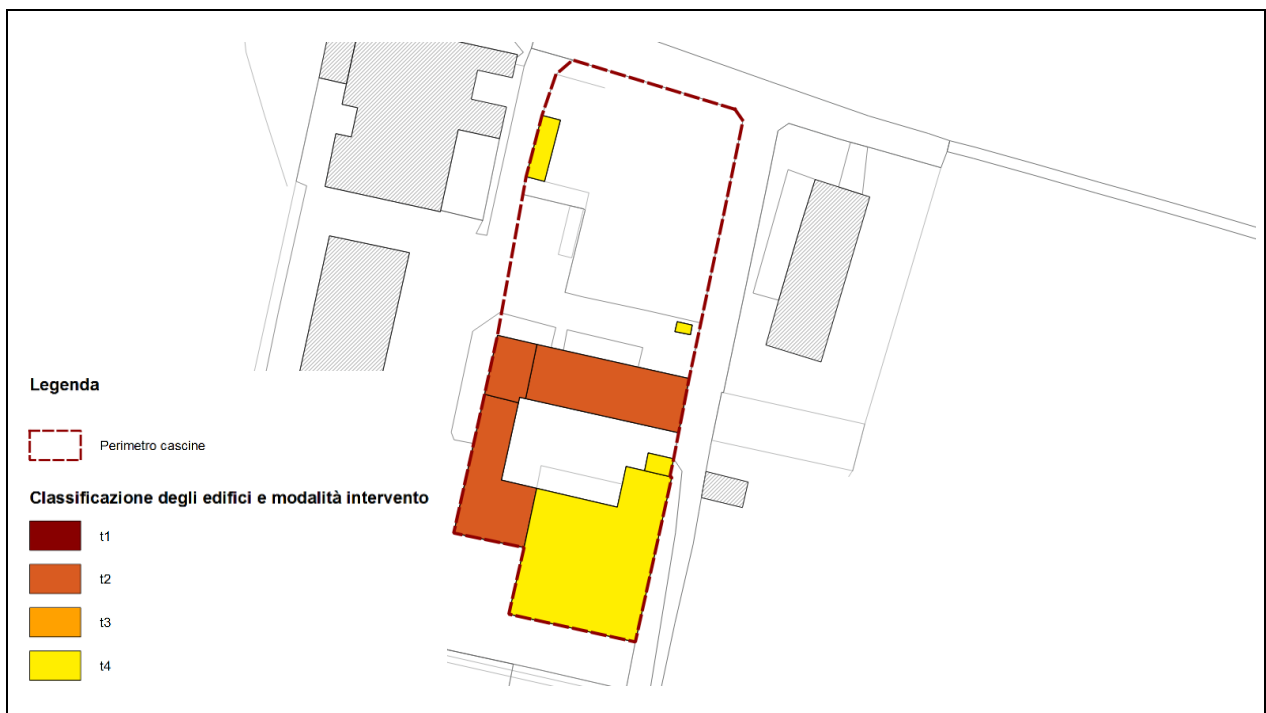 Legenda
Perimetro cascine
Classificazione degli edifici e modalità intervento
t1
t2
t3
t4